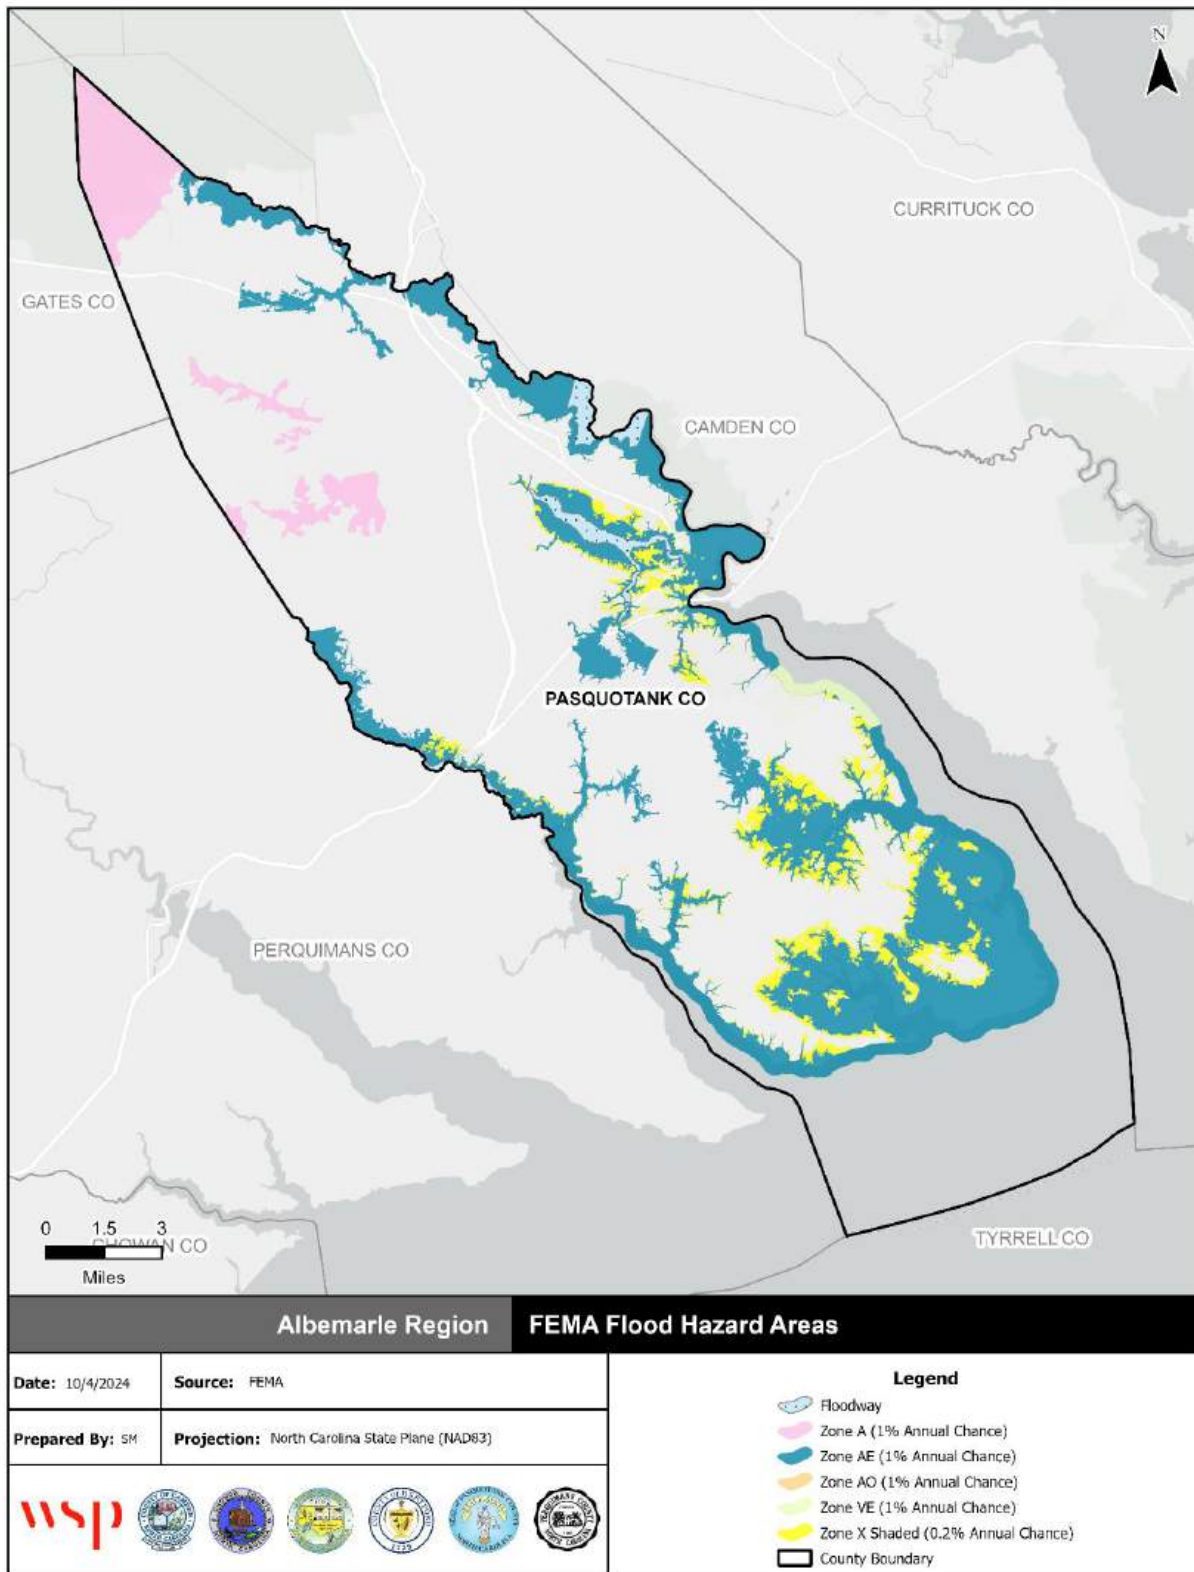 N
CURRITUCK CO
GATES CO
CAMDEN CO
PASQUOTANK CO
PERQUIMANS CO
0 1.5 3
CHOWAN CO
Miles
TYRRELL CO
Albemarle Region FEMA Flood Hazard Areas
Date: 10/4/2024 Source: FEMA
Prepared By: SM Projection: North Carolina State Plane (NAD83)
wsp
Legend
Floodway
Zone A (1% Annual Chance)
Zone AE (1% Annual Chance)
Zone AO (1% Annual Chance)
Zone VE (1% Annual Chance)
Zone X Shaded (0.2% Annual Chance)
County Boundary